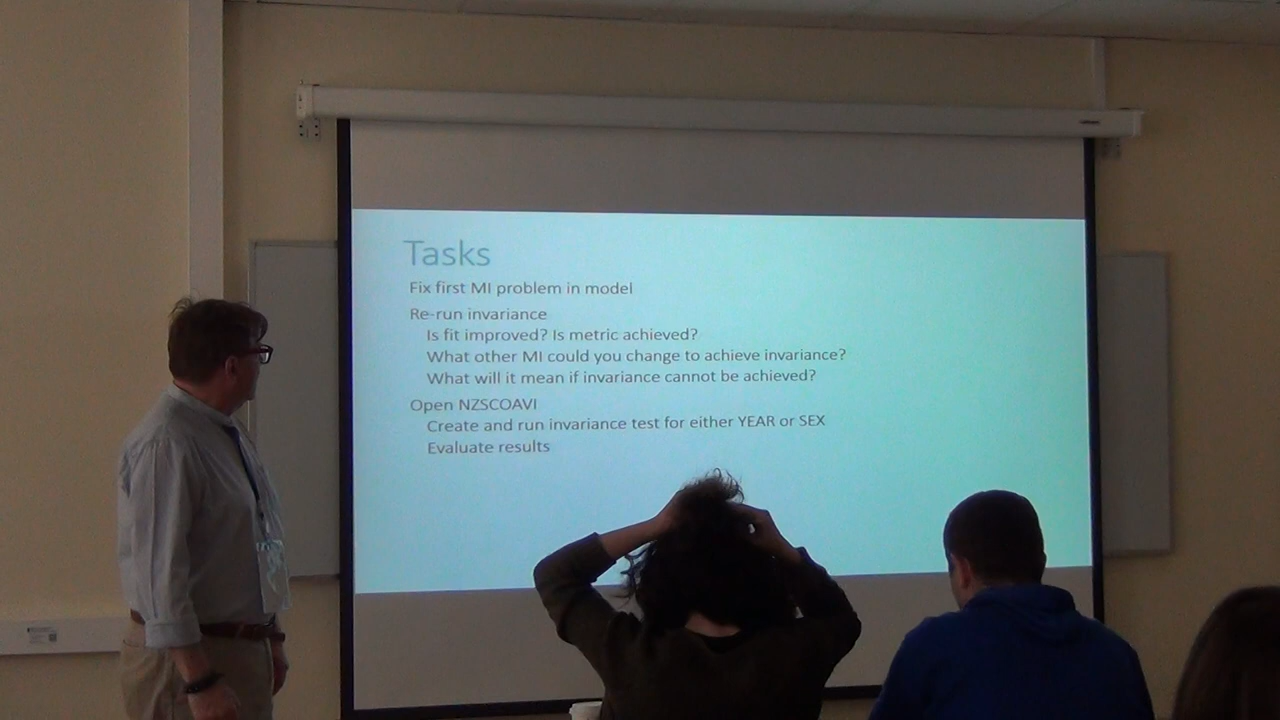 Tasks
Fix first MI problem in model
Re-run invariance
Is fit improved? Is metric achieved?
What other MI could you change to achieve invariance?
What will it mean if invariance cannot be achieved?
Open NZSCOAVI
Create and run invariance test for either YEAR or SEX
Evaluate results